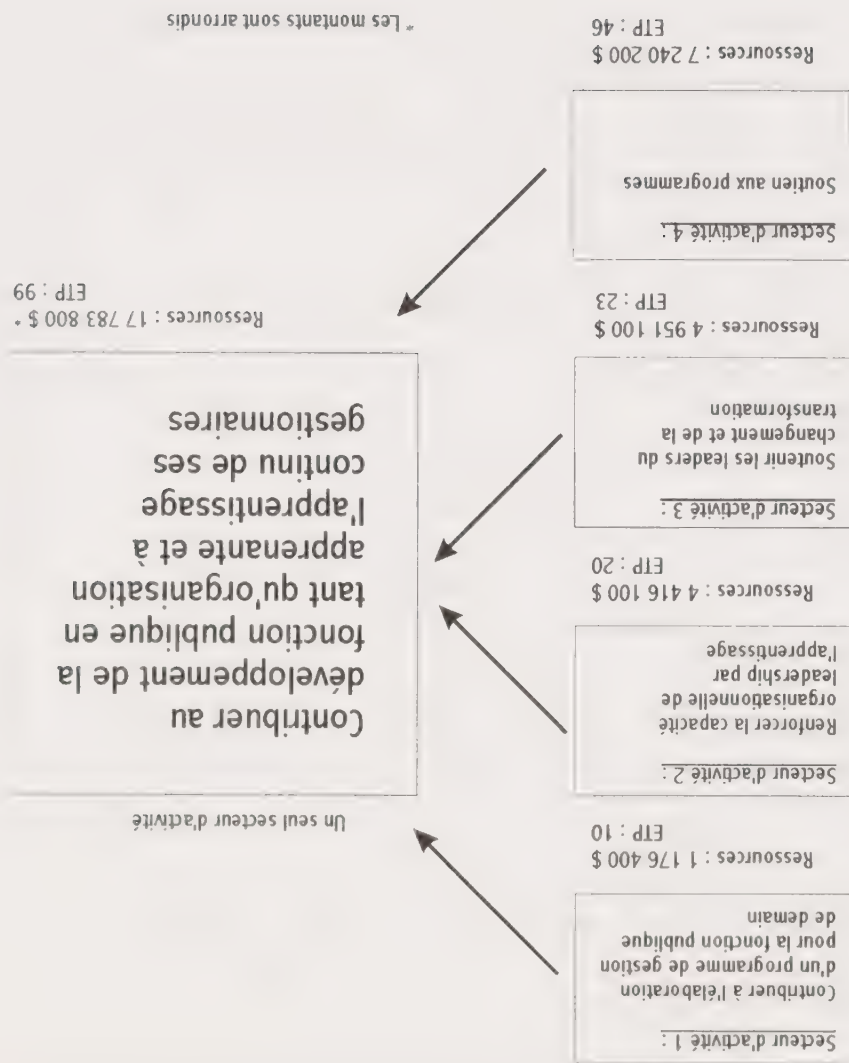 Secteur d'activité 1 :
Contribuer à l'élaboration
d'un programme de gestion
pour la fonction publique
de demain
Ressources : 1 176 400 $
ETP : 10
Secteur d'activité 2 :
Renforcer la capacité
organisationnelle de
leadership par
l'apprentissage
Ressources : 4 416 100 $
ETP : 20
Secteur d'activité 3 :
Soutenir les leaders du
changement et de la
transformation
Ressources : 4 951 100 $
ETP : 23
Secteur d'activité 4 :
Soutien aux programmes
Ressources : 7 240 200 $
ETP : 46
Un seul secteur d'activité
Contribuer au
développement de la
fonction publique en
tant qu'organisation
apprenante et à
l'apprentissage
continu de ses
gestionnaires
Ressources : 17 783 800 $ *
ETP : 99
* Les montants sont arrondis